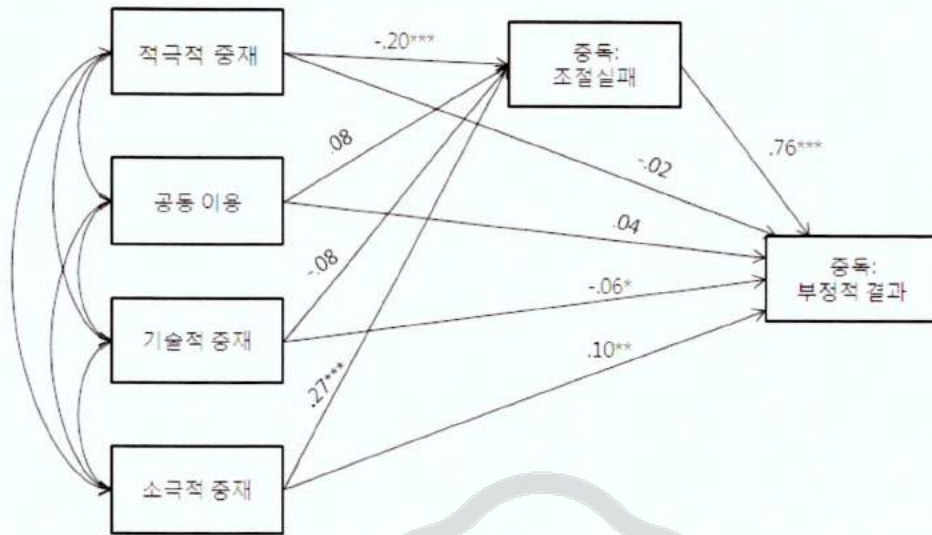 적극적 중재
-.20***
중독:
조절실패
.08
-.02
.76***
공동 이용
.04
중독:
부정적 결과
-.08
-.06*
기술적 중재
.27***
.10**
소극적 중재